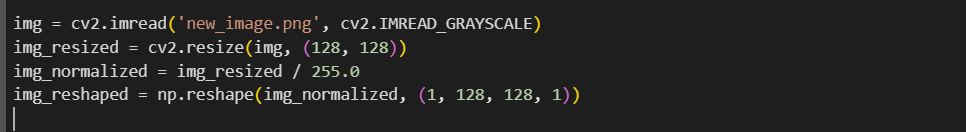 img = cv2.imread('new_image.png', cv2.IMREAD_GRAYSCALE)
img_resized = cv2.resize(img, (128, 128))
img_normalized = img_resized / 255.0
img_reshaped = np.reshape(img_normalized, (1, 128, 128, 1))